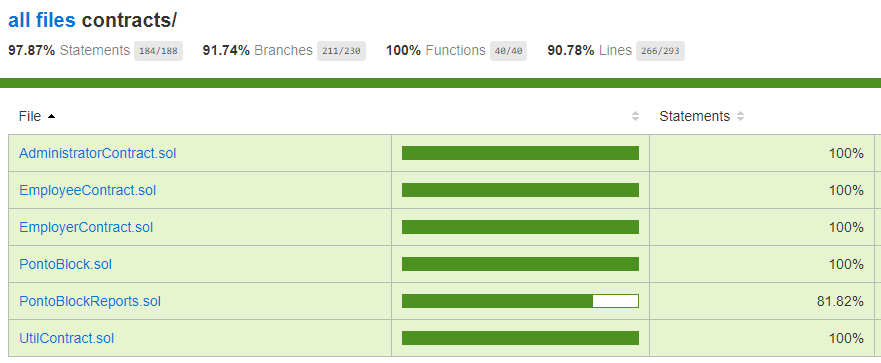 all files contracts/
97.87% Statements 184/188 91.74% Branches 211/230 100% Functions 40/40 90.78% Lines 266/293
File Statements
AdministratorContract.sol 100%
EmployeeContract.sol 100%
EmployerContract.sol 100%
PontoBlock.sol 100%
PontoBlockReports.sol 81.82%
UtilContract.sol 100%